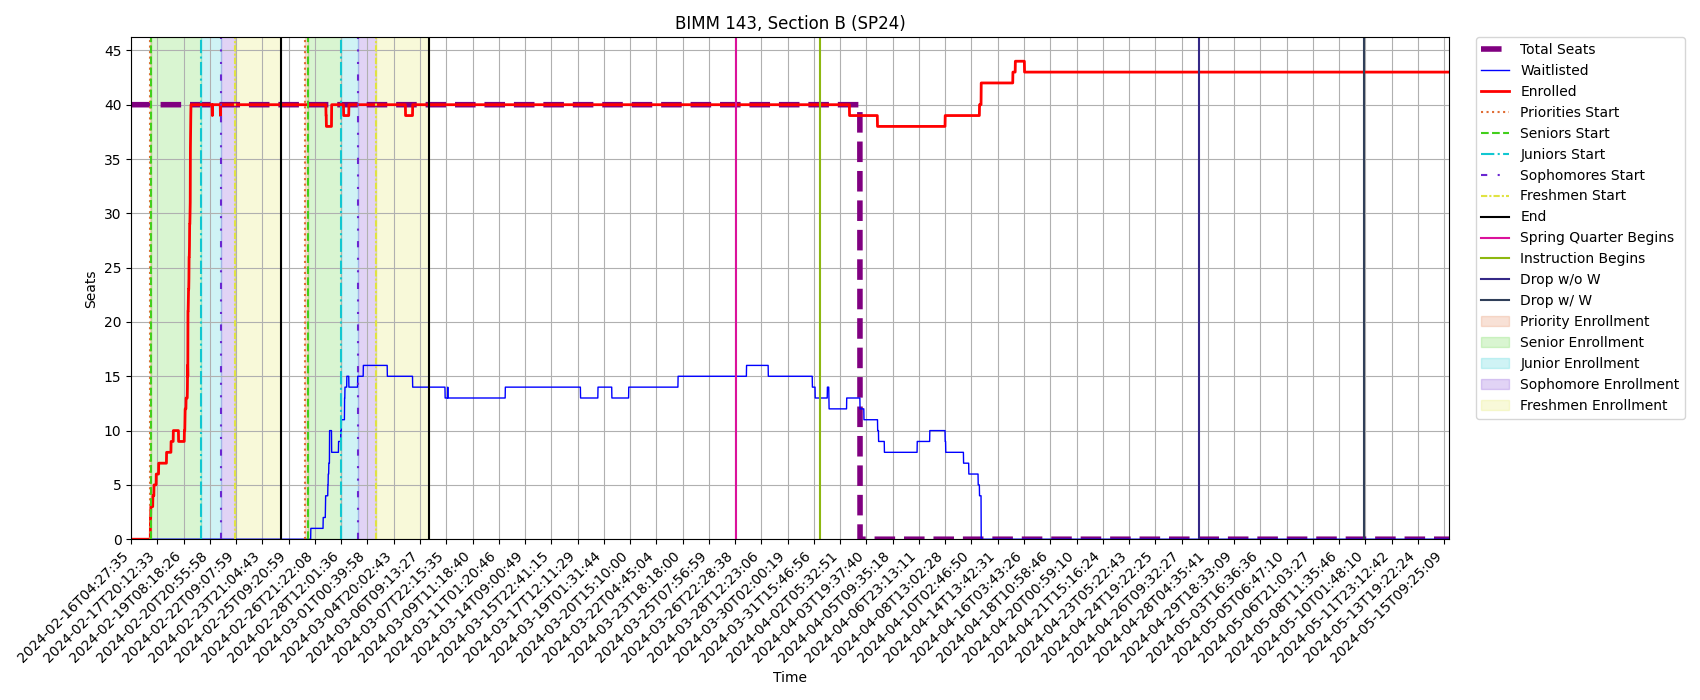 BIMM 143, Section B (SP24)
Seats
45
40
35
30
25
20
15
10
5
0
2024-02-16T04:27:35
2024-02-17T20:12:33
2024-02-19T08:18:26
2024-02-20T20:55:58
2024-02-22T09:07:59
2024-02-23T21:04:43
2024-02-25T09:20:59
2024-02-26T21:22:08
2024-02-28T12:01:36
2024-03-01T00:39:58
2024-03-04T02:02:43
2024-03-06T09:13:27
2024-03-07T22:15:35
2024-03-11T01:18:40
2024-03-12T11:20:46
2024-03-14T09:00:49
2024-03-15T22:41:15
2024-03-17T12:11:29
2024-03-19T01:31:44
2024-03-20T15:10:00
2024-03-22T04:45:04
2024-03-23T18:18:00
2024-03-25T07:56:59
2024-03-26T22:28:38
2024-03-28T12:23:06
2024-03-30T02:00:19
2024-03-31T15:46:56
2024-04-02T05:32:51
2024-04-03T19:37:40
2024-04-05T09:35:18
2024-04-06T23:13:11
2024-04-08T13:02:28
2024-04-10T02:46:50
2024-04-14T13:42:31
2024-04-16T03:43:26
2024-04-18T10:58:46
2024-04-20T00:59:16
2024-04-21T15:16:24
2024-04-23T05:22:43
2024-04-24T19:22:25
2024-04-26T09:32:27
2024-04-28T04:35:41
2024-04-29T18:33:09
2024-05-03T16:36:36
2024-05-05T06:47:10
2024-05-06T21:03:27
2024-05-08T11:35:46
2024-05-10T01:48:10
2024-05-11T23:12:42
2024-05-13T19:22:24
2024-05-15T09:25:09
Time
Total Seats
Waitlisted
Enrolled
Priorities Start
Seniors Start
Juniors Start
Sophomores Start
Freshmen Start
End
Spring Quarter Begins
Instruction Begins
Drop w/o W
Drop w/ W
Priority Enrollment
Senior Enrollment
Junior Enrollment
Sophomore Enrollment
Freshmen Enrollment